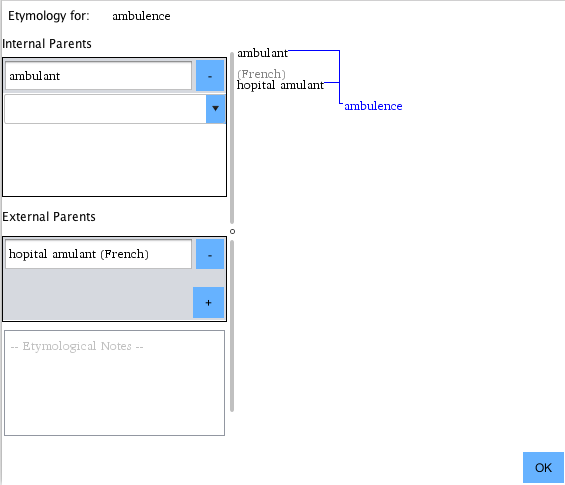 Etymology for: ambulence
Internal Parents
ambulant
-
External Parents
hopital amulant (French)
-
+
-- Etymological Notes --
ambulant
(French)
hopital amulant
ambulence
OK